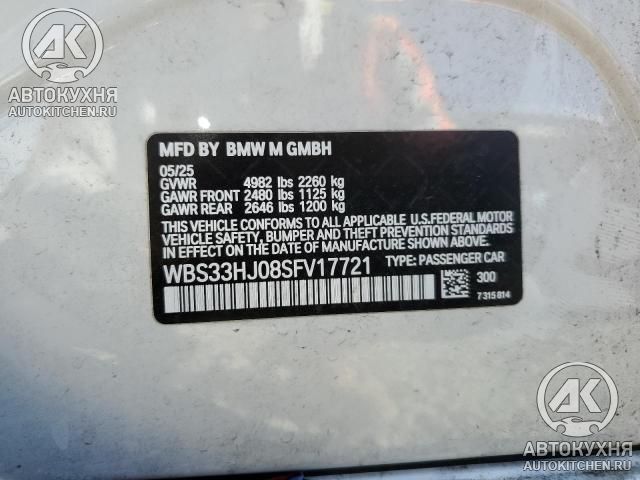 АК
АВТОКУХНЯ
AUTOKITCHEN.RU
MFD BY BMW M GMBH
05/25
GVWR 4982 lbs 2260 kg
GAWR FRONT 2480 lbs 1125 kg
GAWR REAR 2646 lbs 1200 kg
THIS VEHICLE CONFORMS TO ALL APPLICABLE U.S.FEDERAL MOTOR
VEHICLE SAFETY, BUMPER AND THEFT PREVENTION STANDARDS
IN EFFECT ON THE DATE OF MANUFACTURE SHOWN ABOVE.
WBS33HJ08SFV17721 TYPE: PASSENGER CAR
300
7315814
АК
АВТОКУХНЯ
AUTOKITCHEN.RU